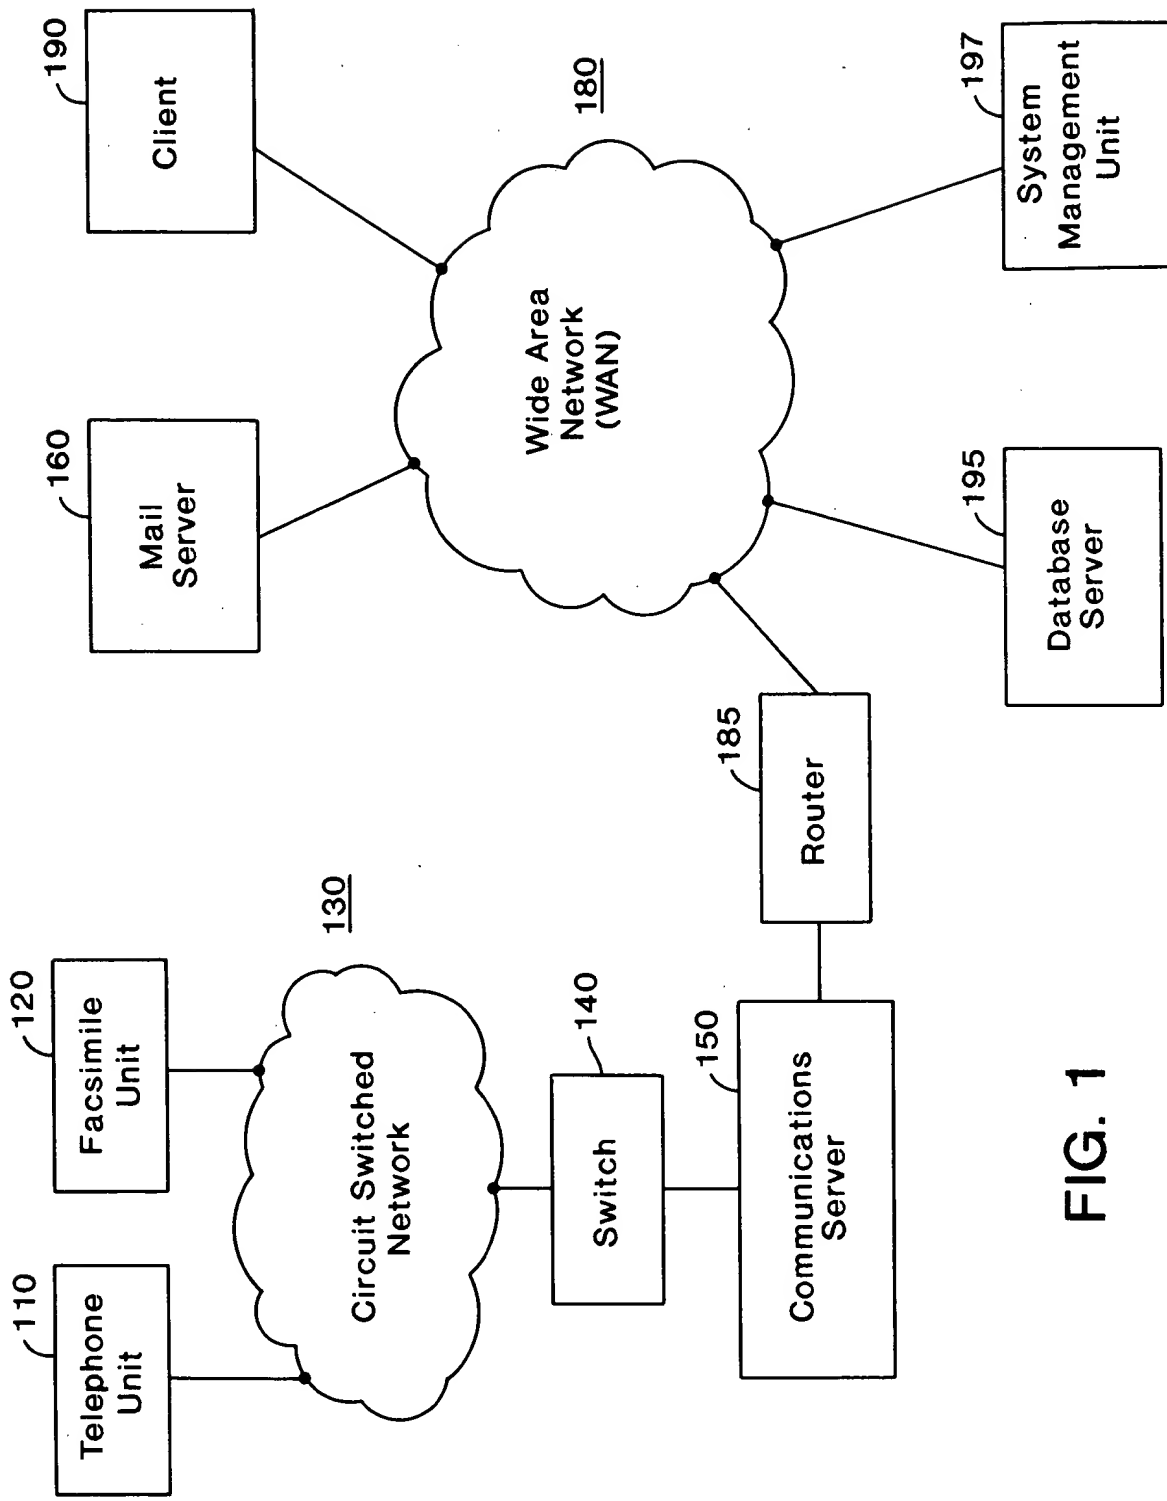 110
Telephone
Unit
120
Facsimile
Unit
130
Circuit Switched
Network
140
Switch
150
Communications
Server
185
Router
160
Mail
Server
190
Client
180
Wide Area
Network
(WAN)
195
Database
Server
197
System
Management
Unit
FIG. 1